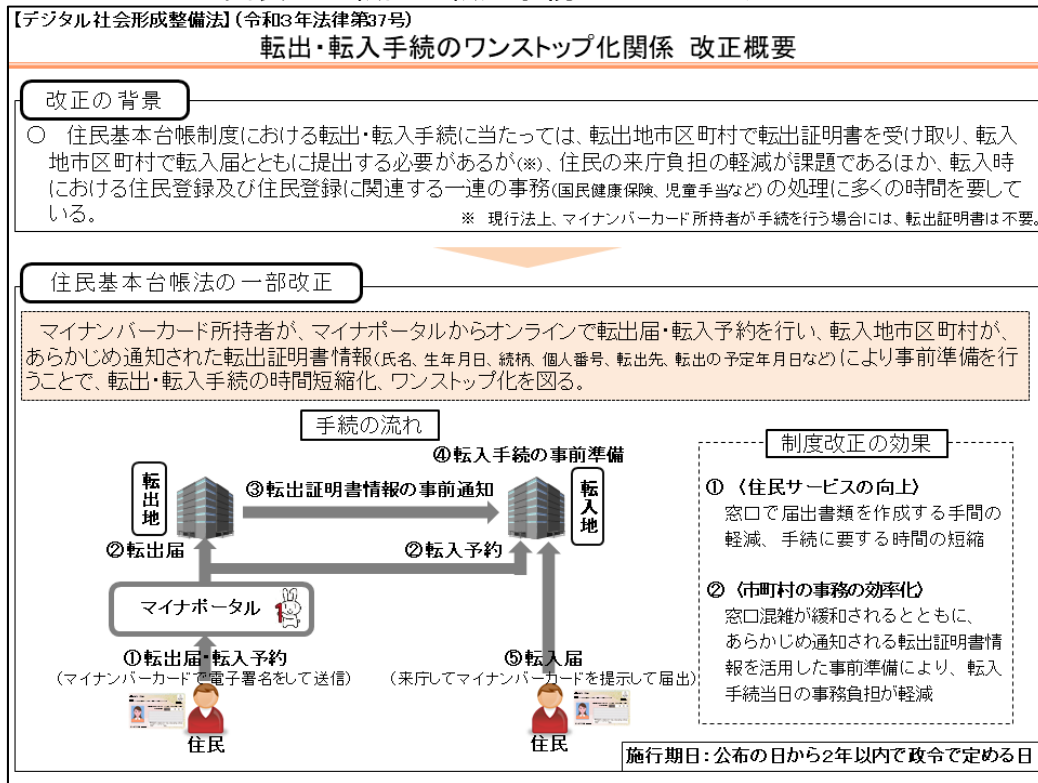 【デジタル社会形成整備法】(令和3年法律第37号)
転出・転入手続のワンストップ化関係 改正概要
改正の背景
○ 住民基本台帳制度における転出・転入手続に当たっては、転出地市区町村で転出証明書を受け取り、転入
地市区町村で転入届とともに提出する必要があるが(※)、住民の来庁負担の軽減が課題であるほか、転入時
における住民登録及び住民登録に関連する一連の事務(国民健康保険、児童手当など)の処理に多くの時間を要して
いる。
※ 現行法上、マイナンバーカード所持者が手続を行う場合には、転出証明書は不要。
住民基本台帳法の一部改正
マイナンバーカード所持者が、マイナポータルからオンラインで転出届・転入予約を行い、転入地市区町村が、
あらかじめ通知された転出証明書情報(氏名、生年月日、続柄、個人番号、転出先、転出の予定年月日など)により事前準備を行
うことで、転出・転入手続の時間短縮化、ワンストップ化を図る。
手続の流れ
④転入手続の事前準備
転出地
③転出証明書情報の事前通知
転入地
②転出届
②転入予約
マイナポータル
①転出届・転入予約
(マイナンバーカードで電子署名をして送信)
住民
⑤転入届
(来庁してマイナンバーカードを提示して届出)
住民
制度改正の効果
① 〈住民サービスの向上〉
窓口で届出書類を作成する手間の
軽減、手続に要する時間の短縮
② 〈市町村の事務の効率化〉
窓口混雑が緩和されるとともに、
あらかじめ通知される転出証明書情
報を活用した事前準備により、転入
手続当日の事務負担が軽減
施行期日:公布の日から2年以内で政令で定める日